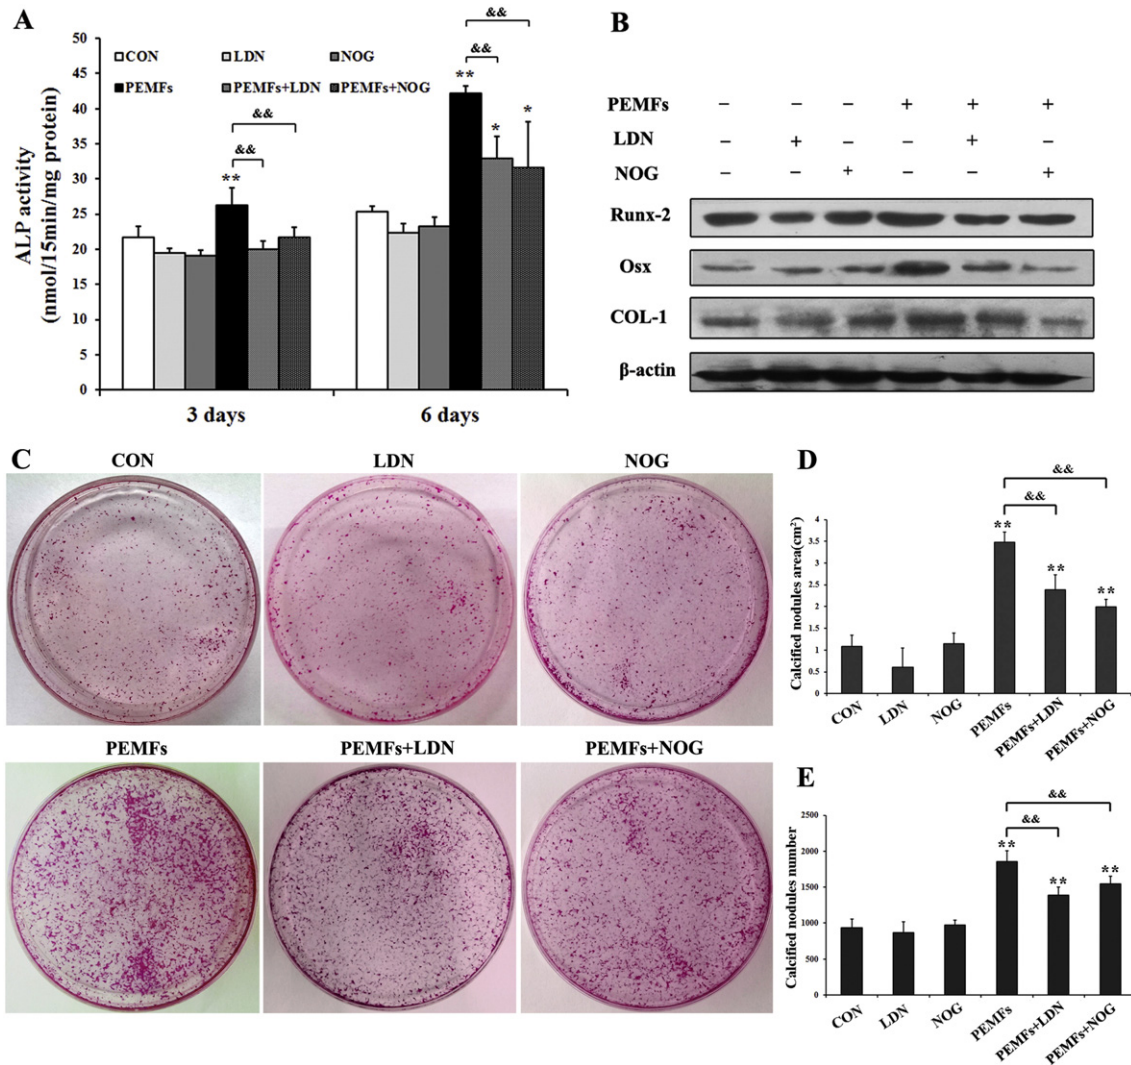 A
ALP activity
(nmol/15min/mg protein)
50
45
40
35
30
25
20
15
10
5
0
CON
LDN
NOG
PEMFs
PEMFs+LDN
PEMFs+NOG
&&
&&
**
&&
&&
**
*
*
3 days
6 days
B
PEMFs − − − + + +
LDN − + − − + −
NOG − − + − − +
Runx-2
Osx
COL-1
β-actin
C
CON
LDN
NOG
PEMFs
PEMFs+LDN
PEMFs+NOG
D
Calcified nodules area(cm²)
4
3.5
3
2.5
2
1.5
1
0.5
0
&&
&&
**
**
**
CON
LDN
NOG
PEMFs
PEMFs+LDN
PEMFs+NOG
E
Calcified nodules number
2500
2000
1500
1000
500
0
&&
&&
**
**
**
CON
LDN
NOG
PEMFs
PEMFs+LDN
PEMFs+NOG